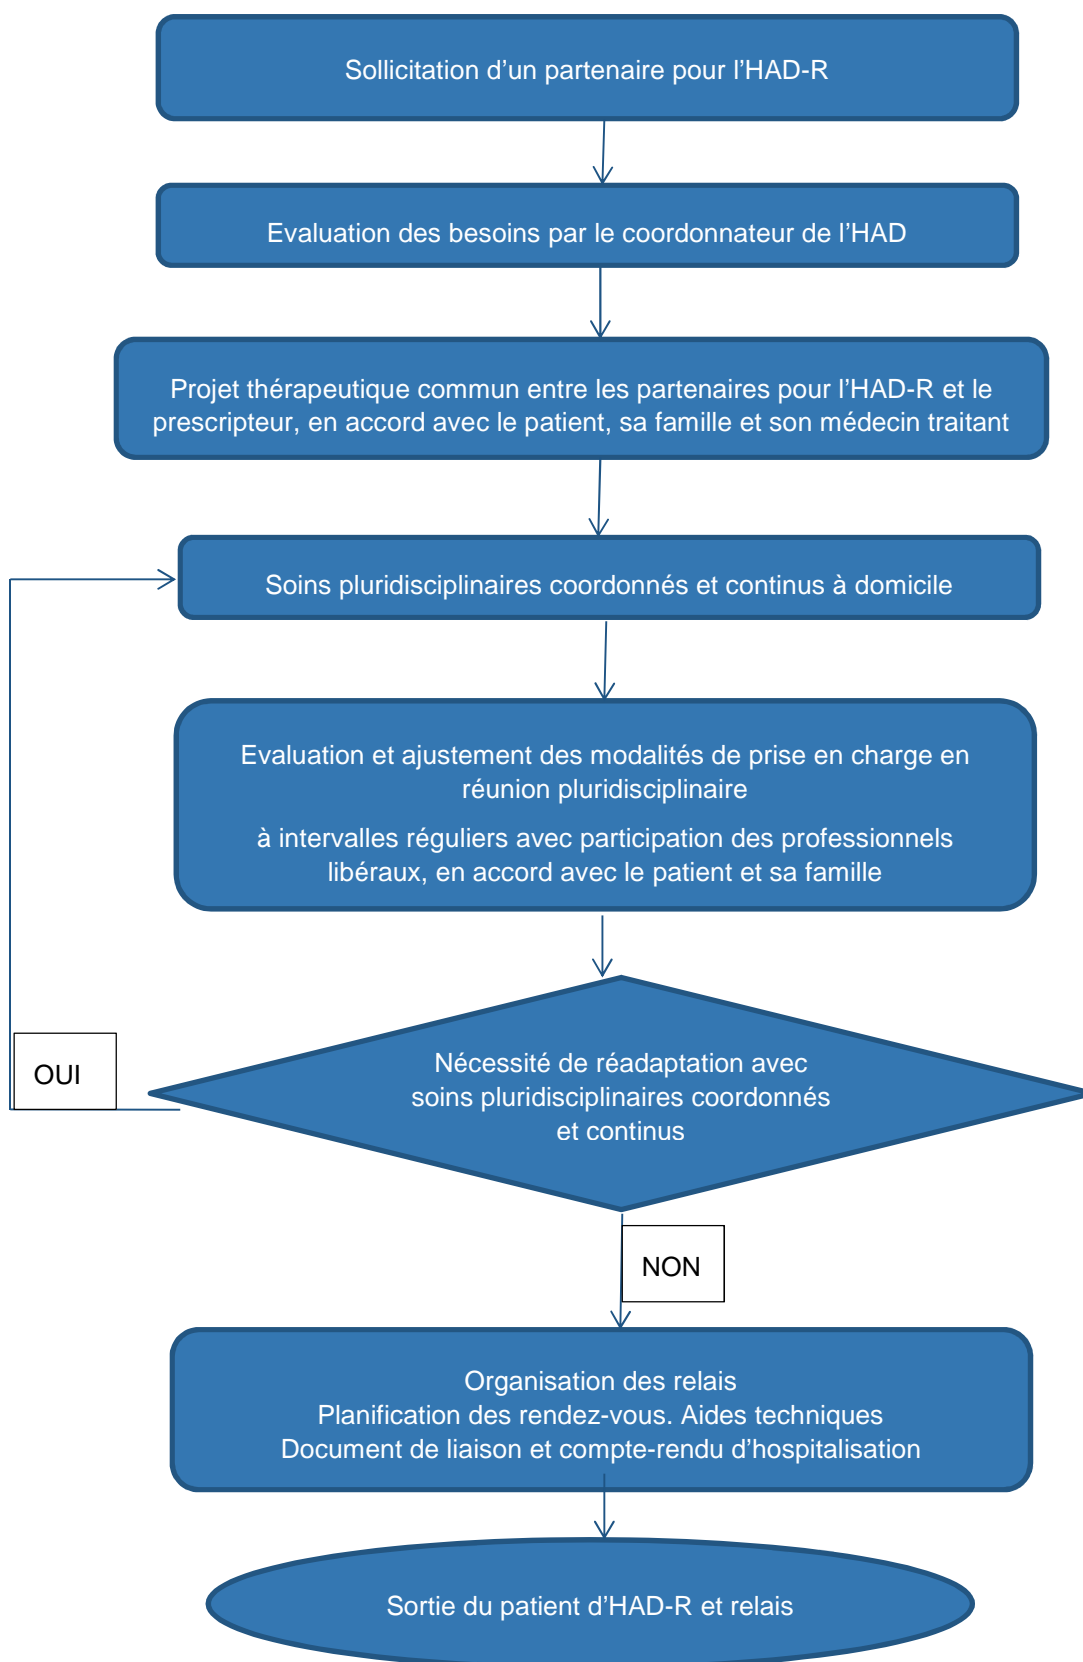 Sollicitation d’un partenaire pour l’HAD-R
Evaluation des besoins par le coordonnateur de l’HAD
Projet thérapeutique commun entre les partenaires pour l’HAD-R et le
prescripteur, en accord avec le patient, sa famille et son médecin traitant
Soins pluridisciplinaires coordonnés et continus à domicile
Evaluation et ajustement des modalités de prise en charge en
réunion pluridisciplinaire
à intervalles réguliers avec participation des professionnels
libéraux, en accord avec le patient et sa famille
Nécessité de réadaptation avec
soins pluridisciplinaires coordonnés
et continus
OUI
NON
Organisation des relais
Planification des rendez-vous. Aides techniques
Document de liaison et compte-rendu d’hospitalisation
Sortie du patient d’HAD-R et relais